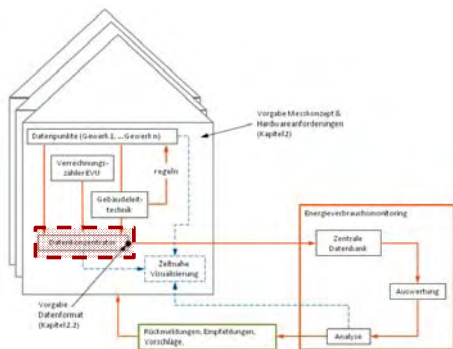 Datenpunkte (Gewerk 1, ... Gewerk n)
Vorgabe Messkonzept &
Hardwareanforderungen
(Kapitel 2)
Verrechnungs-
zähler EVU
regeln
Gebäudeleit-
technik
Datenkonzentrator
Energieverbrauchsmonitoring
Zentrale
Datenbank
Zeitnahe
Visualisierung
Vorgabe
Datenformat
(Kapitel 2.2)
Auswertung
Rückmeldungen, Empfehlungen,
Vorschläge,
Analyse